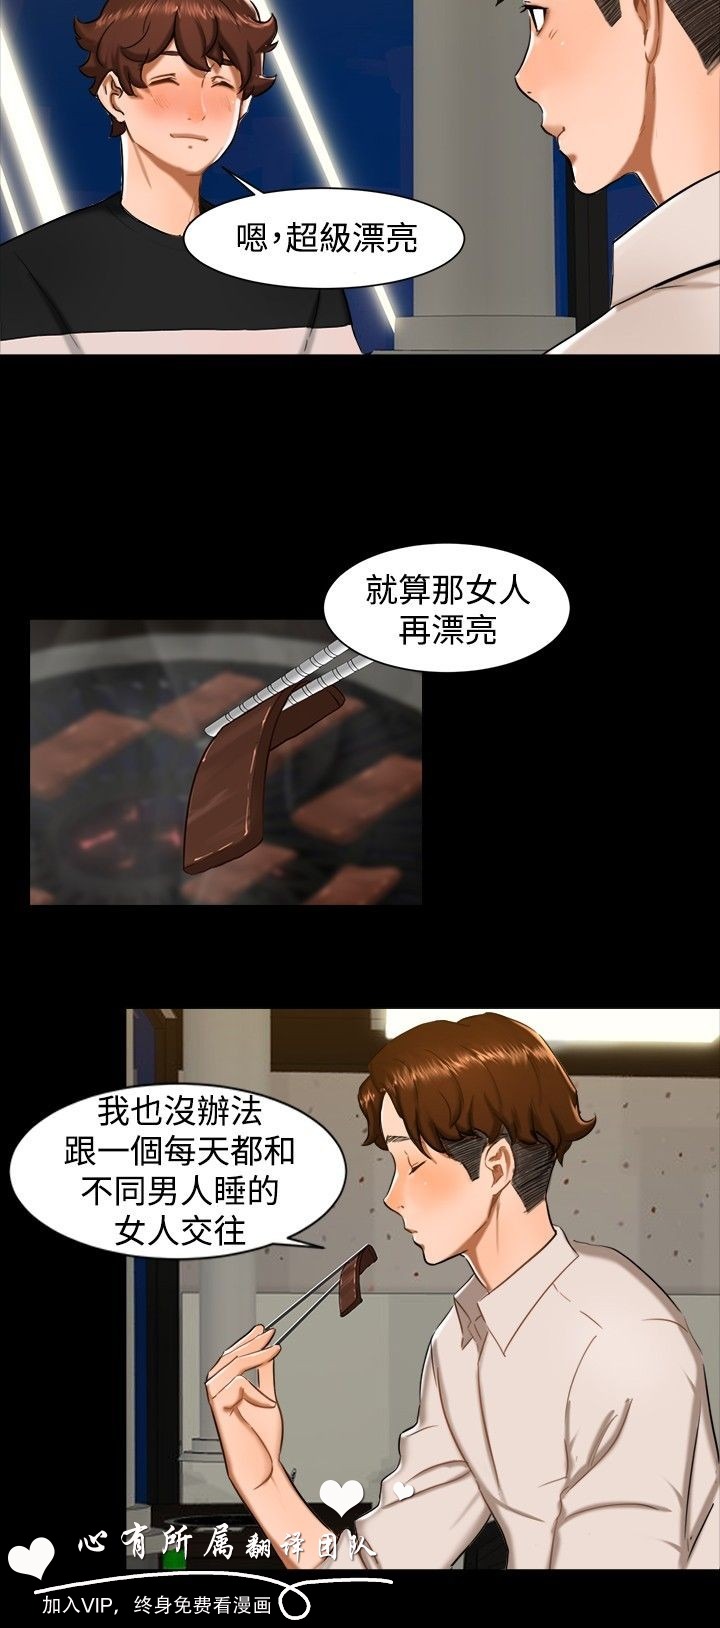 嗯，超級漂亮
就算那女人
再漂亮
我也沒辦法
跟一個每天都和
不同男人睡的
女人交往
心有所属翻译团队
加入VIP，终身免费看漫画